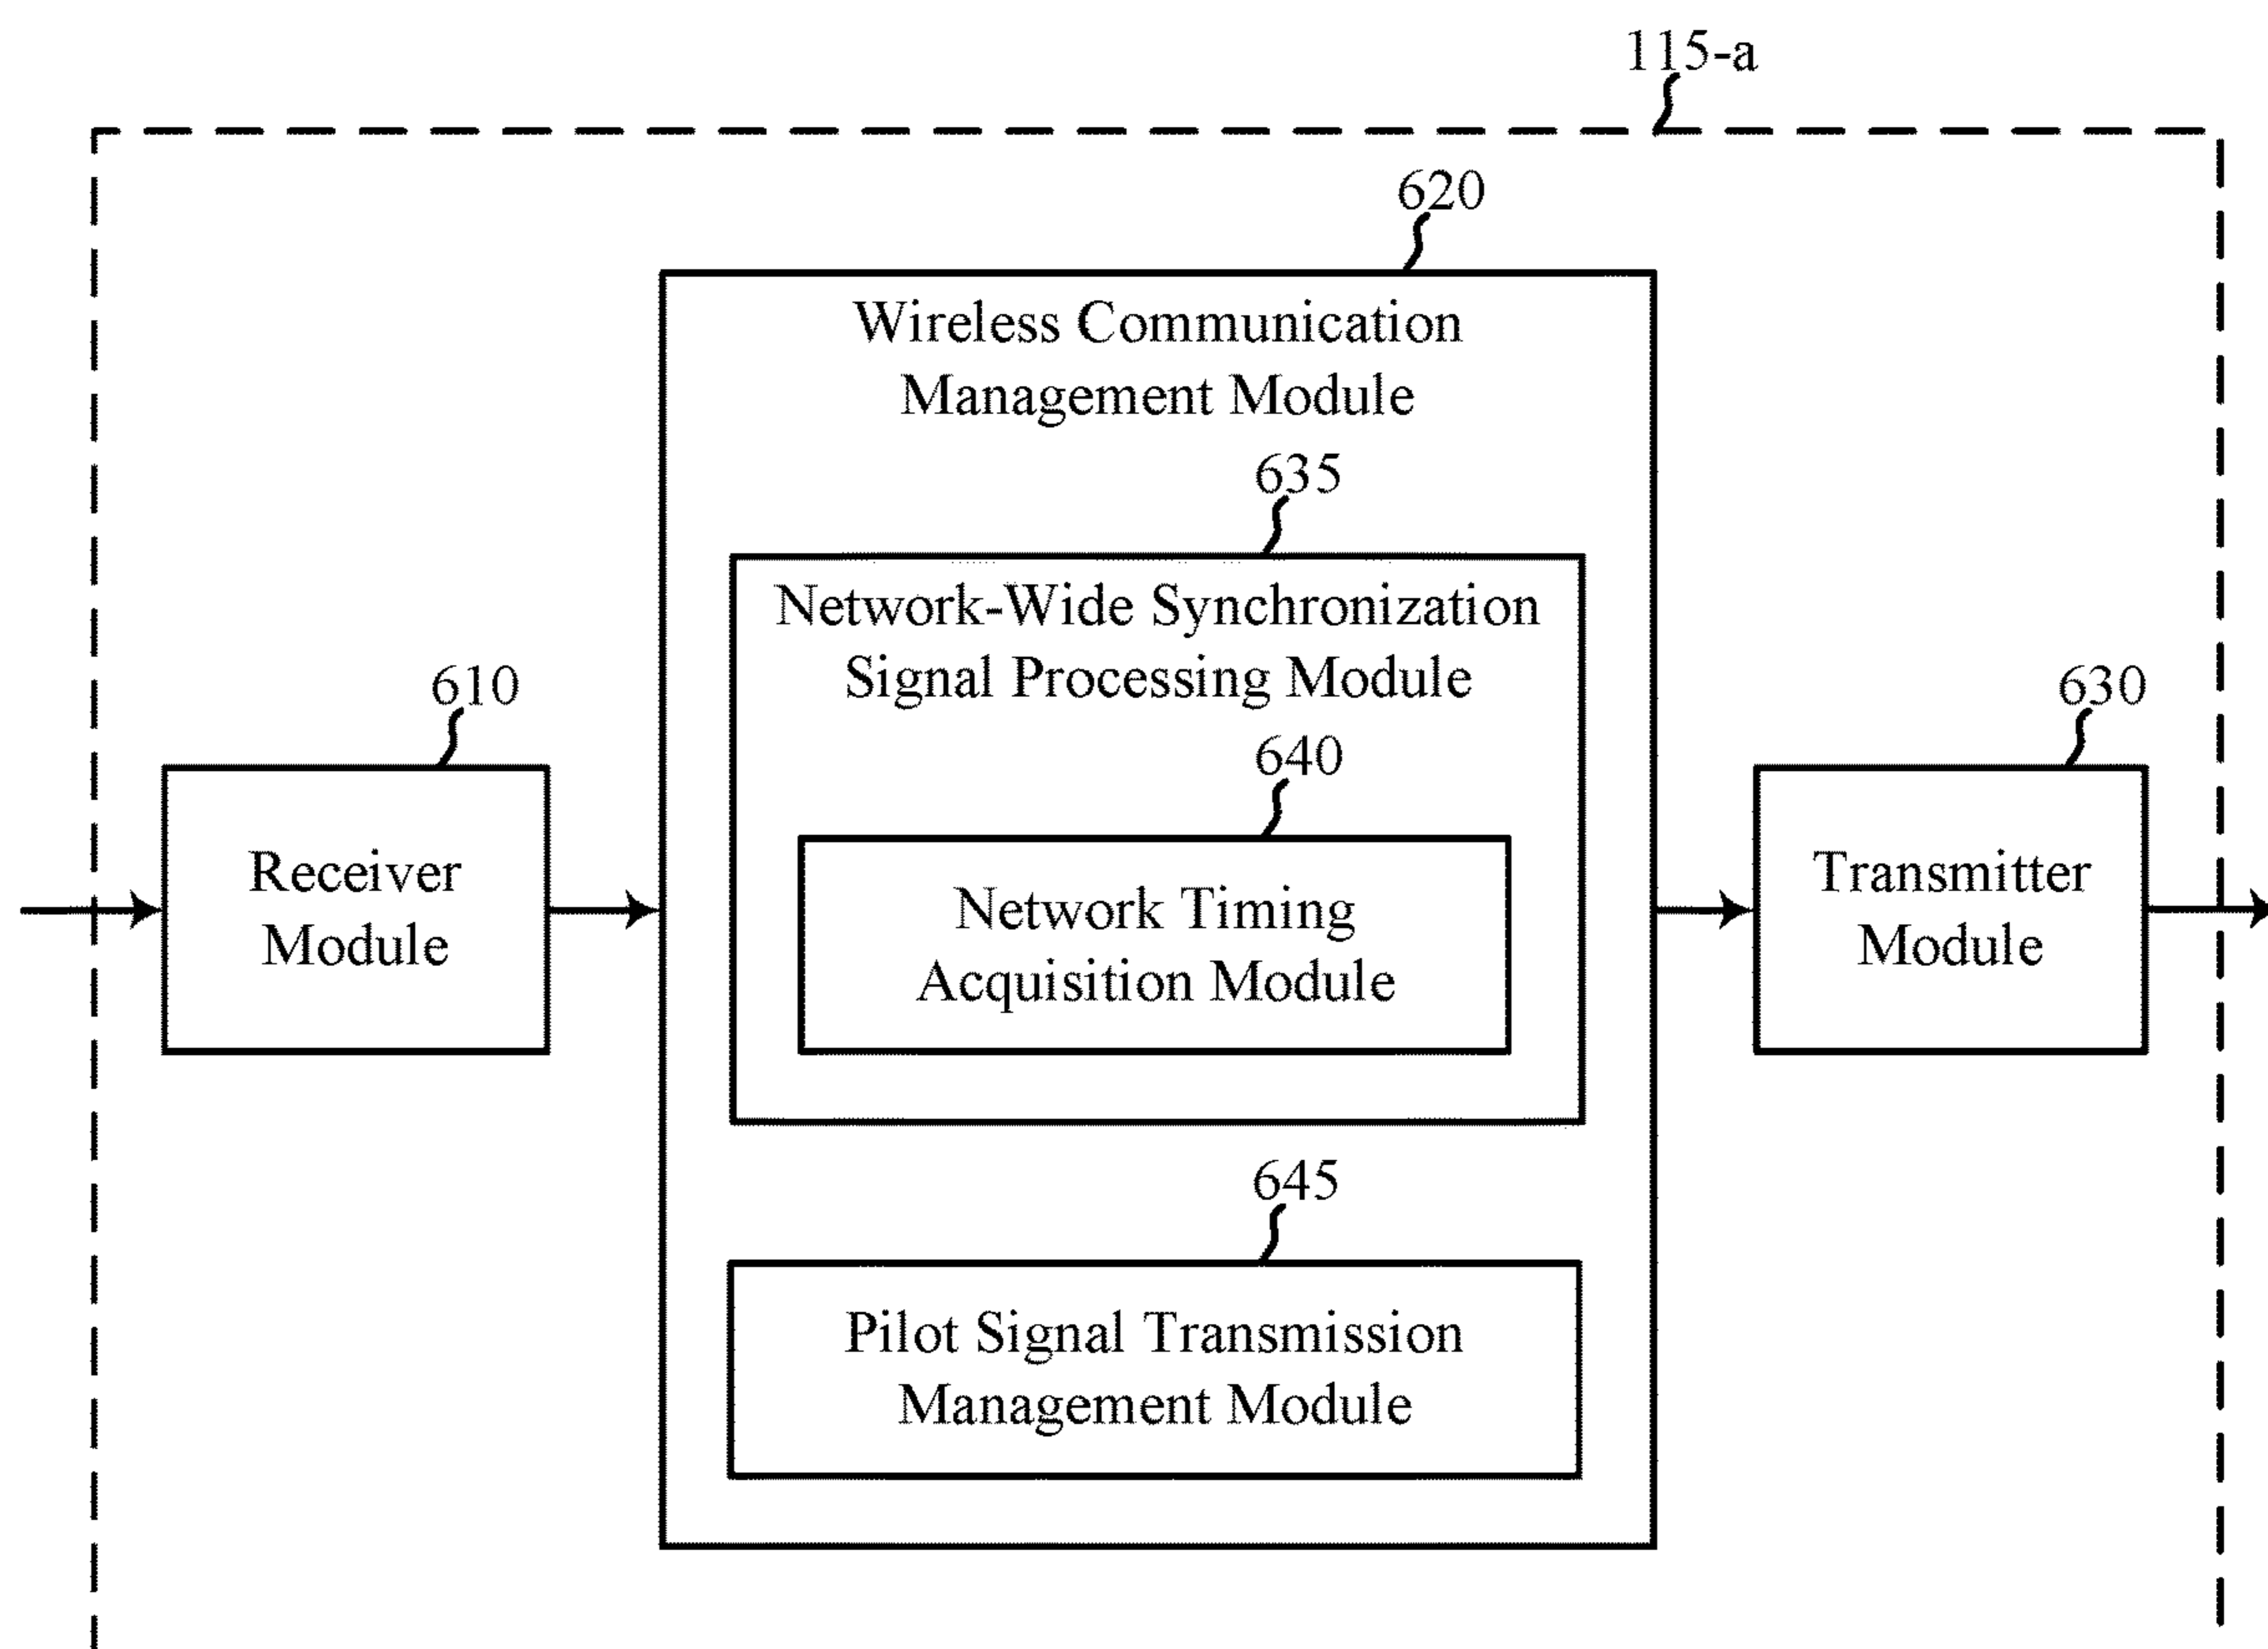 115-a
620
Wireless Communication
Management Module
635
Network-Wide Synchronization
Signal Processing Module
610
630
640
Receiver
Module
Network Timing
Acquisition Module
Transmitter
Module
645
Pilot Signal Transmission
Management Module